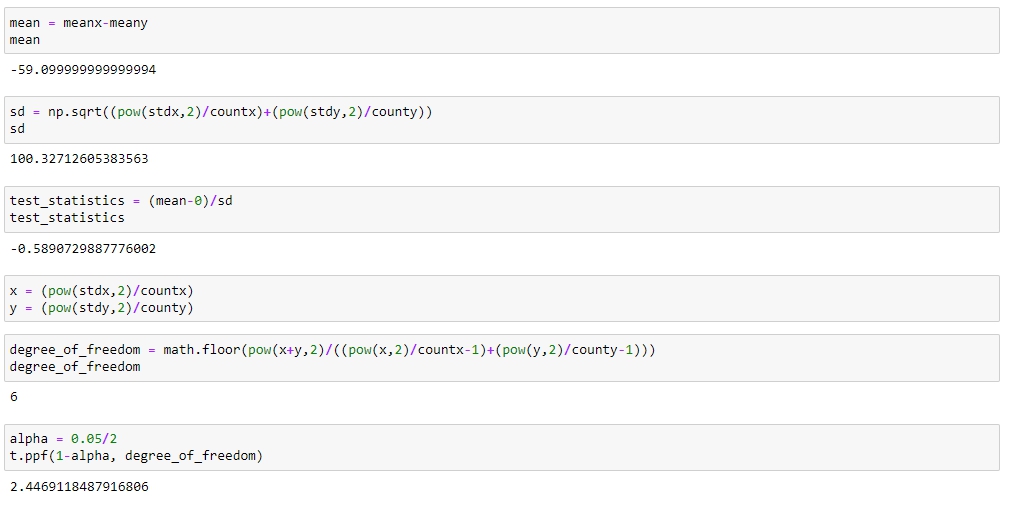 mean = meanx-meany
mean
-59.099999999999994
sd = np.sqrt((pow(stdx,2)/countx)+(pow(stdy,2)/county))
sd
100.32712605383563
test_statistics = (mean-0)/sd
test_statistics
-0.5890729887776002
x = (pow(stdx,2)/countx)
y = (pow(stdy,2)/county)
degree_of_freedom = math.floor(pow(x+y,2)/((pow(x,2)/countx-1)+(pow(y,2)/county-1)))
degree_of_freedom
6
alpha = 0.05/2
t.ppf(1-alpha, degree_of_freedom)
2.4469118487916806